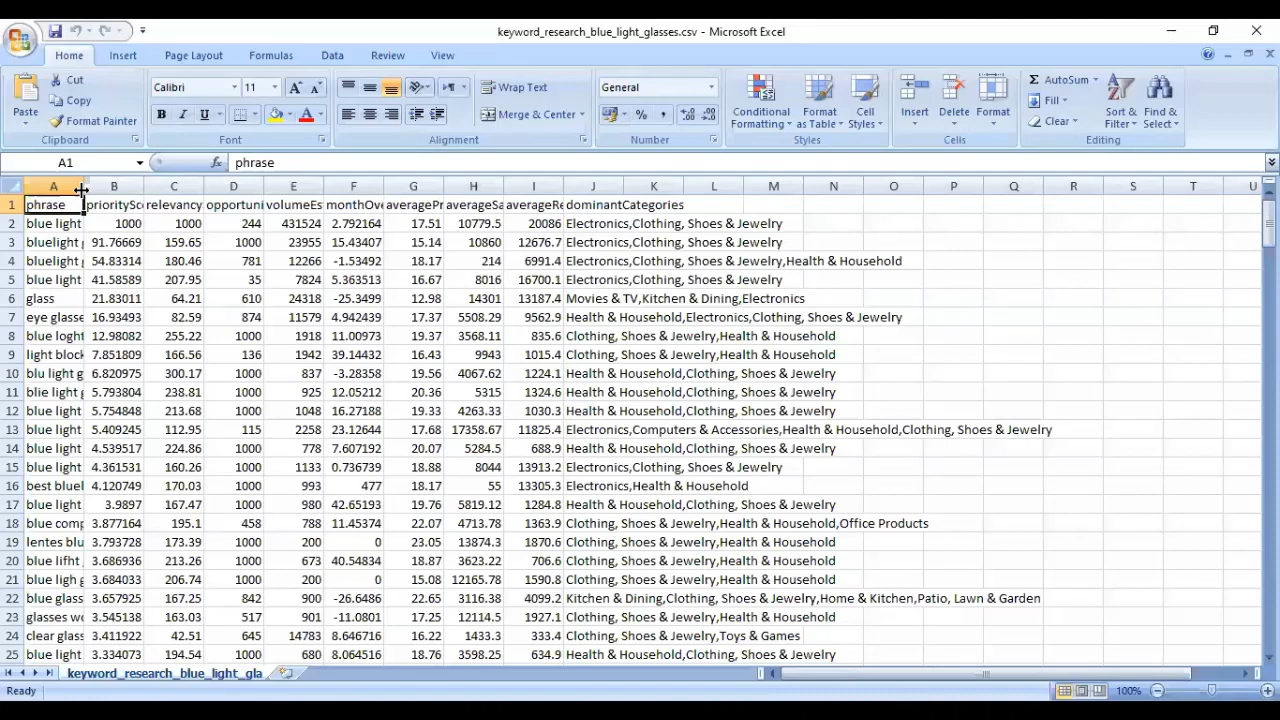 keyword_research_blue_light_glasses.csv - Microsoft Excel
Home Insert Page Layout Formulas Data Review View
Paste Cut Copy Format Painter Clipboard
Calibri 11 B I U Font
Wrap Text Merge & Center Alignment
General % , Number
Conditional Formatting Format as Table Cell Styles Styles
Insert Delete Format Cells
Σ AutoSum Fill Clear Sort & Filter Find & Select Editing
A1 fx phrase
A B C D E F G H I J K L M N O P Q R S T U
1 phrase prioritySc relevancy opportuni volumeEs monthOve averagePr averageSa averageRe dominantCategories
2 blue light 1000 1000 244 431524 2.792164 17.51 10779.5 20086 Electronics,Clothing, Shoes & Jewelry
3 bluelight g 91.76669 159.65 1000 23955 15.43407 15.14 10860 12676.7 Electronics,Clothing, Shoes & Jewelry
4 bluelight g 54.83314 180.46 781 12266 -1.53492 18.17 214 6991.4 Electronics,Clothing, Shoes & Jewelry,Health & Household
5 blue light 41.58589 207.95 35 7824 5.363513 16.67 8016 16700.1 Electronics,Clothing, Shoes & Jewelry
6 glass 21.83011 64.21 610 24318 -25.3499 12.98 14301 13187.4 Movies & TV,Kitchen & Dining,Electronics
7 eye glasse 16.93493 82.59 874 11579 4.942439 17.37 5508.29 9562.9 Health & Household,Electronics,Clothing, Shoes & Jewelry
8 blue loght 12.98082 255.22 1000 1918 11.00973 19.37 3568.11 835.6 Clothing, Shoes & Jewelry,Health & Household
9 light block 7.851809 166.56 136 1942 39.14432 16.43 9943 1015.4 Clothing, Shoes & Jewelry,Health & Household
10 blu light g 6.820975 300.17 1000 837 -3.28358 19.56 4067.62 1224.1 Health & Household,Clothing, Shoes & Jewelry
11 blie light g 5.793804 238.81 1000 925 12.05212 20.36 5315 1324.6 Health & Household,Clothing, Shoes & Jewelry
12 blue light 5.754848 213.68 1000 1048 16.27188 19.33 4263.33 1030.3 Health & Household,Clothing, Shoes & Jewelry
13 blue light 5.409245 112.95 115 2258 23.12644 17.68 17358.67 11825.4 Electronics,Computers & Accessories,Health & Household,Clothing, Shoes & Jewelry
14 blue light 4.539517 224.86 1000 778 7.607192 20.07 5284.5 688.9 Health & Household,Clothing, Shoes & Jewelry
15 blue light 4.361531 160.26 1000 1133 0.736739 18.88 8044 13913.2 Electronics,Clothing, Shoes & Jewelry
16 best bluel 4.120749 170.03 1000 993 477 18.17 55 13305.3 Electronics,Health & Household
17 blue light 3.9897 167.47 1000 980 42.65193 19.76 5819.12 1284.8 Health & Household,Clothing, Shoes & Jewelry
18 blue comp 3.877164 195.1 458 788 11.45374 22.07 4713.78 1363.9 Clothing, Shoes & Jewelry,Health & Household,Office Products
19 lentes blu 3.793728 173.39 1000 200 0 23.05 13874.3 1870.6 Clothing, Shoes & Jewelry,Health & Household
20 blue lifht g 3.686936 213.26 1000 673 40.54834 18.87 3623.22 706.6 Clothing, Shoes & Jewelry,Health & Household
21 blue ligh g 3.684033 206.74 1000 200 0 15.08 12165.78 1590.8 Clothing, Shoes & Jewelry,Health & Household
22 blue glass 3.657925 167.25 842 900 -26.6486 22.65 3116.38 4099.2 Kitchen & Dining,Clothing, Shoes & Jewelry,Home & Kitchen,Patio, Lawn & Garden
23 glasses wo 3.545138 163.03 517 901 -11.0801 17.25 12114.5 1927.1 Clothing, Shoes & Jewelry,Health & Household
24 clear glass 3.411922 42.51 645 14783 8.646716 16.22 1433.3 333.4 Clothing, Shoes & Jewelry,Toys & Games
25 blue light 3.334073 194.54 1000 680 8.064516 18.76 3598.25 634.9 Health & Household,Clothing, Shoes & Jewelry
keyword_research_blue_light_gla
Ready 100%